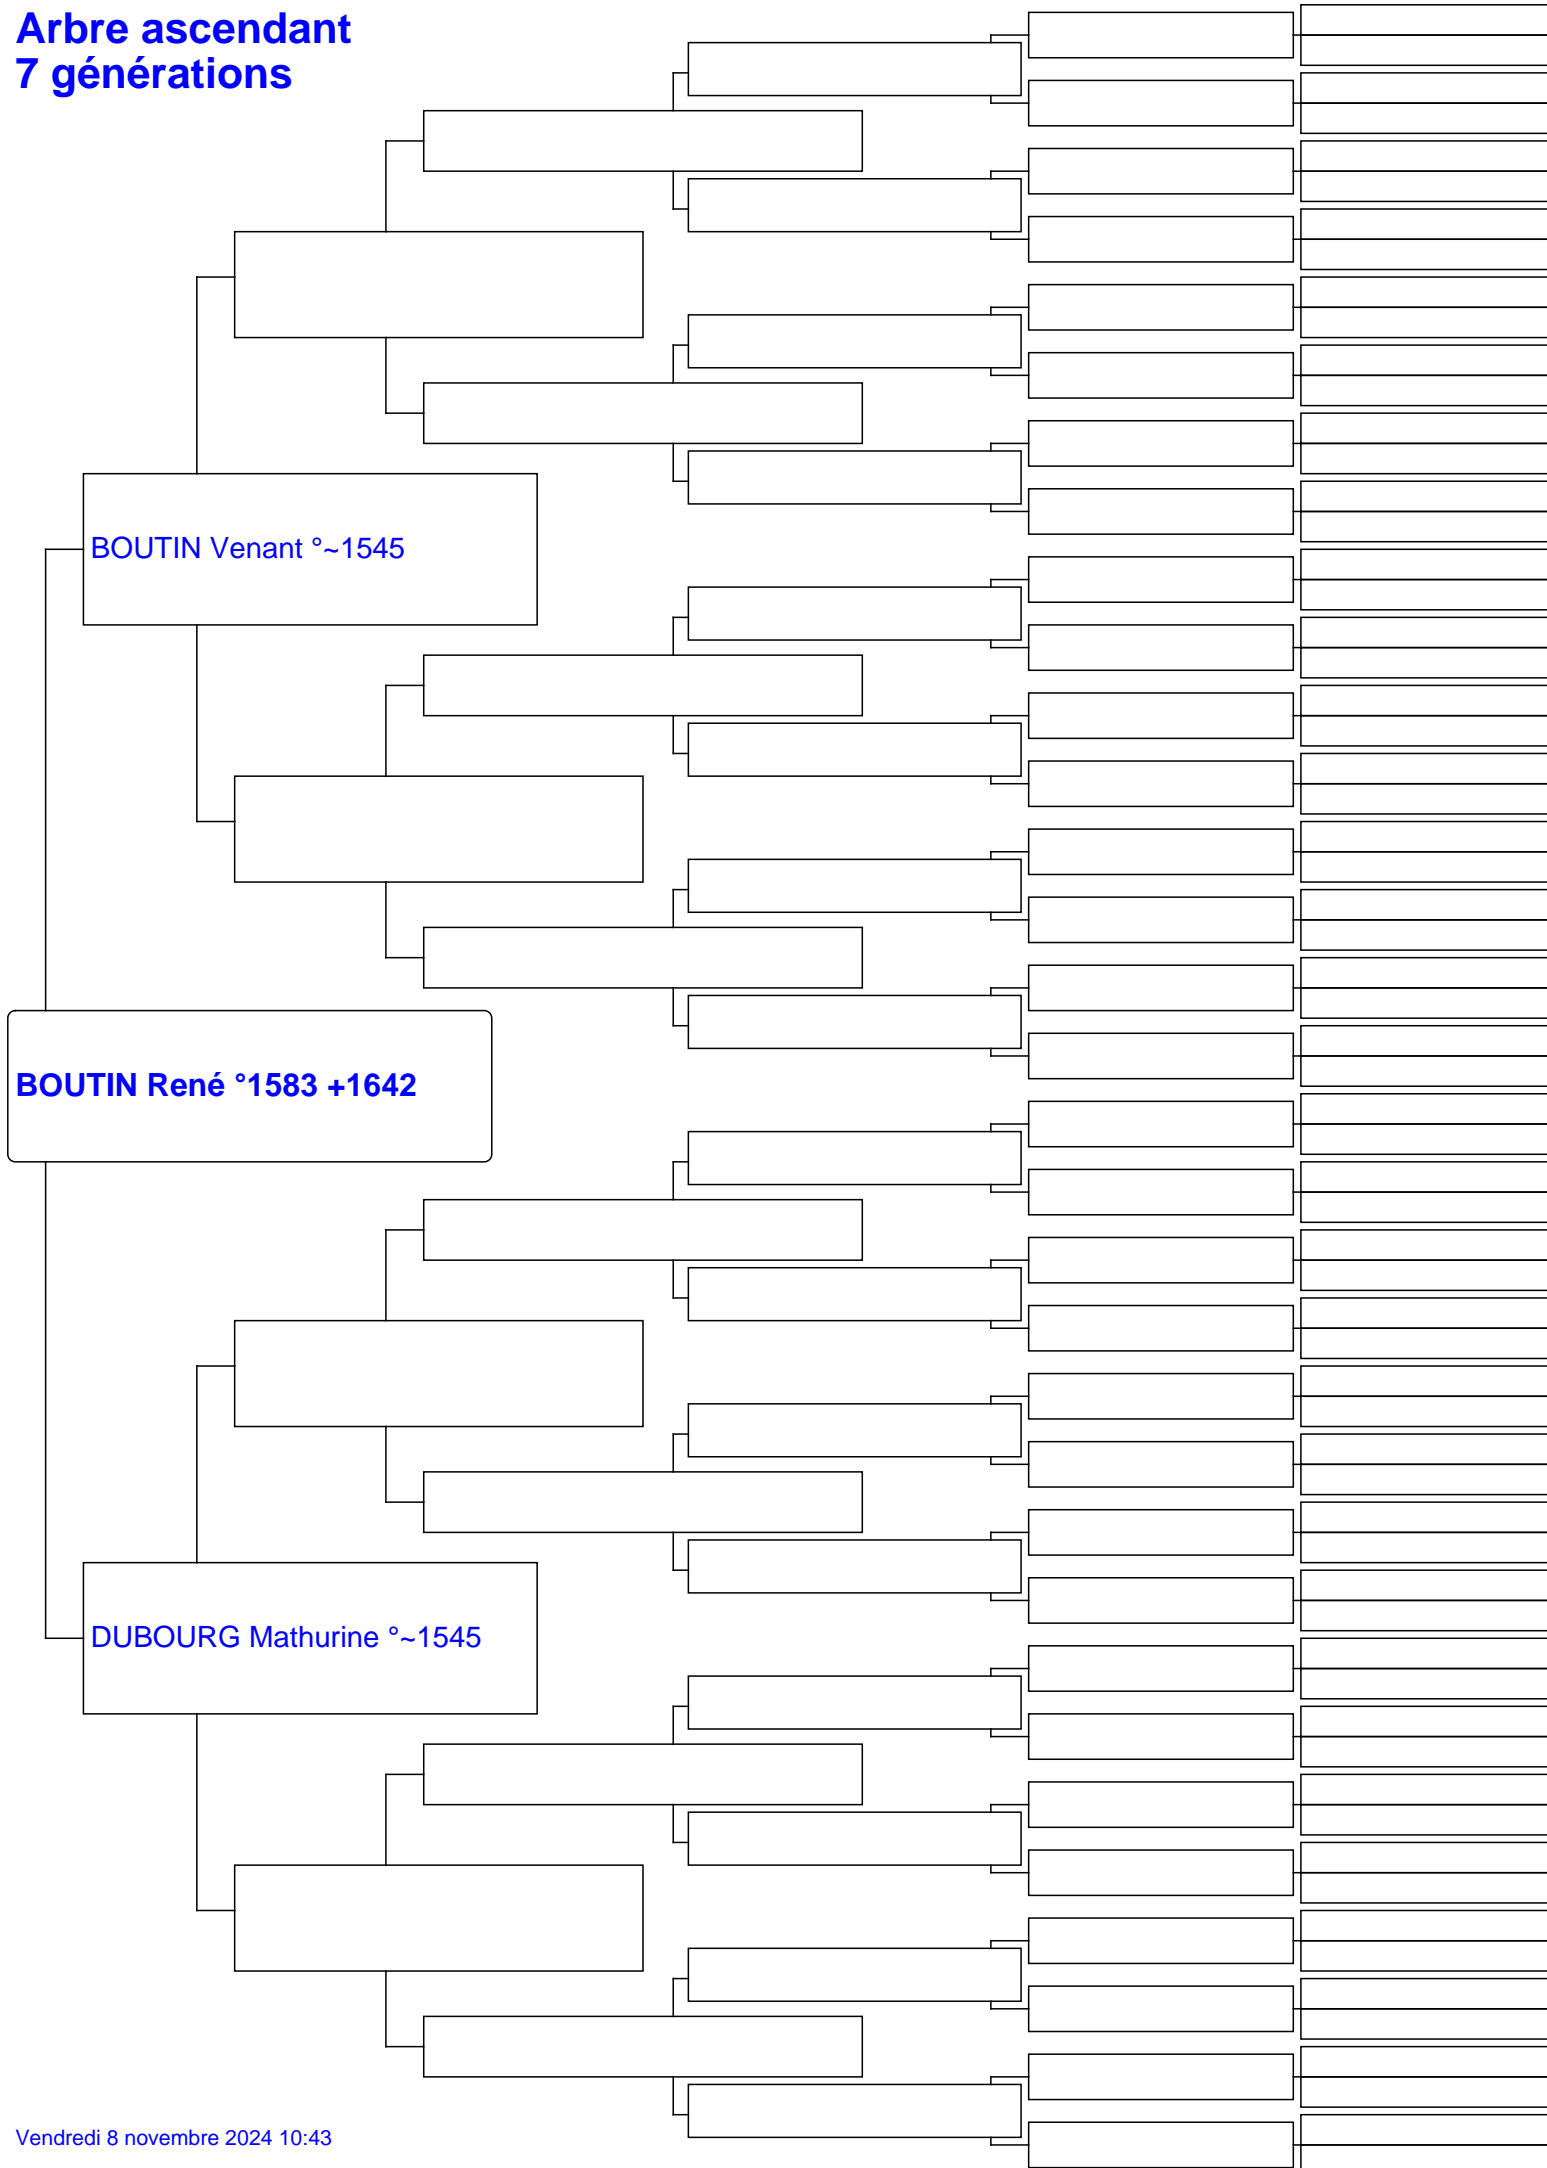 Arbre ascendant
7 générations
BOUTIN Venant °~1545
BOUTIN René °1583 +1642
DUBOURG Mathurine °~1545
Vendredi 8 novembre 2024 10:43